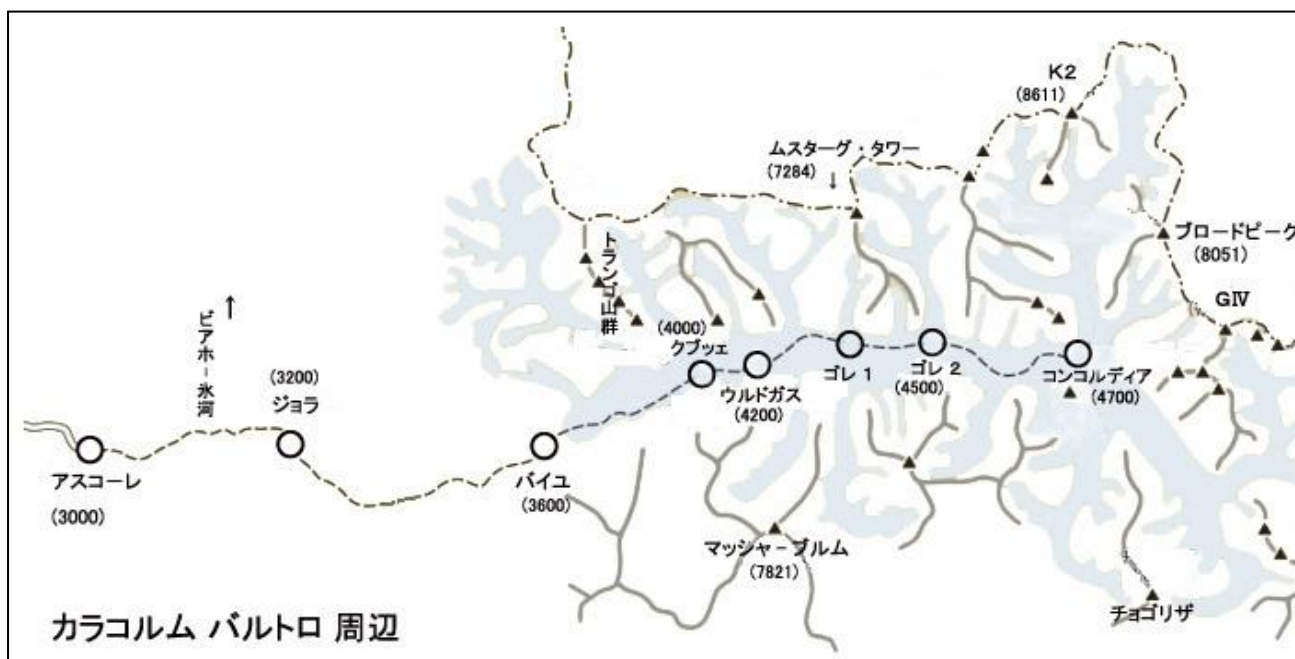 K2
(8611)
ムスターグ・タワー
(7284)
↓
ブロードピーク
(8051)
GⅣ
トランゴ山群
(4000)
クブッェ
ビアホ－氷河
↑
(3200)
ジョラ
ウルドガス
(4200)
ゴレ 1
ゴレ 2
(4500)
コンコルディア
(4700)
アスコーレ
(3000)
バイユ
(3600)
マッシャ－ブルム
(7821)
チョゴリザ
カラコルム バルトロ 周辺